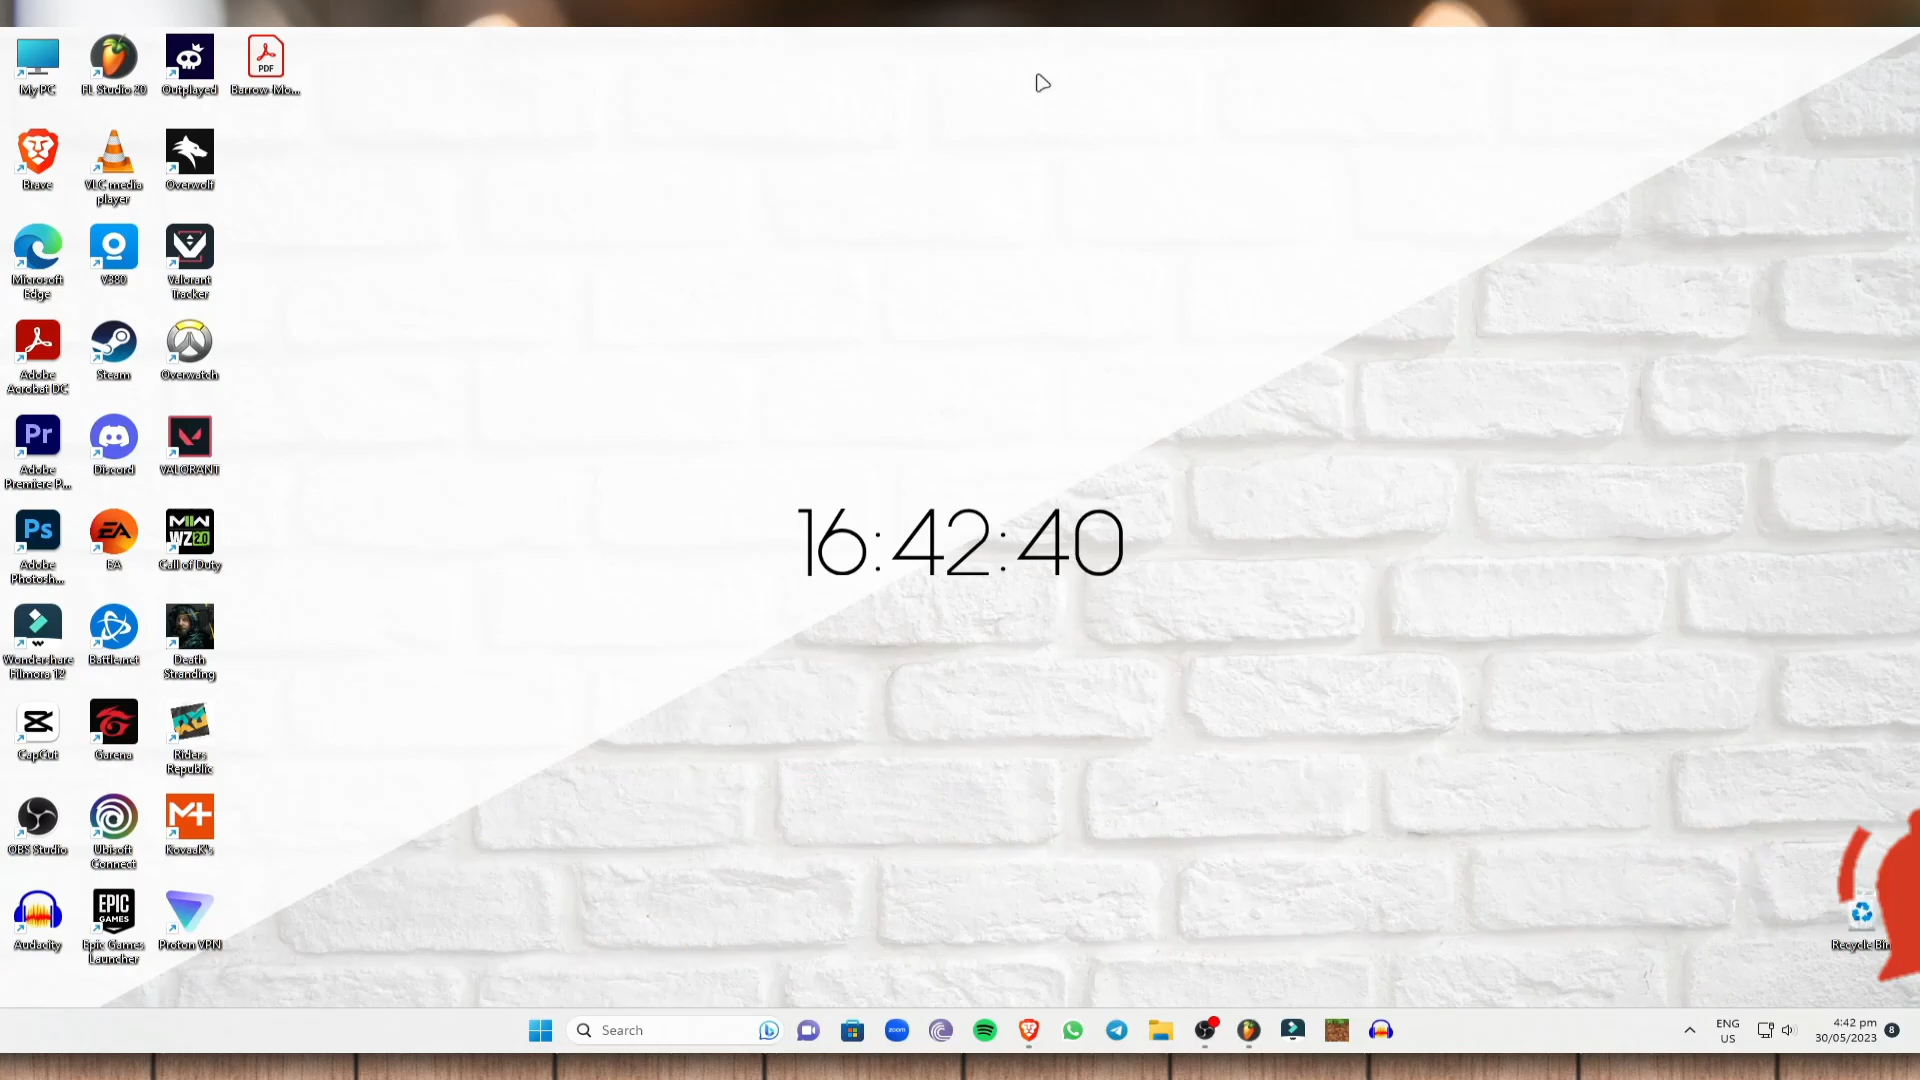 My PC
FL Studio 20
Outplayed
PDF
Barrow-Mo...
Brave
VLC media
player
Overwolf
Microsoft
Edge
V380
Valorant
Tracker
Adobe
Acrobat DC
Steam
Overwatch
Pr
Adobe
Premiere P...
Discord
VALORANT
Ps
Adobe
Photosh...
EA
EA
MW
WZ 2.0
Call of Duty
16:42:40
Wondershare
Filmora 12
Battle.net
Death
Stranding
CapCut
Garena
Riders
Republic
OBS Studio
Ubisoft
Connect
M+
KovaaK's
Audacity
EPIC
GAMES
Epic Games
Launcher
Proton VPN
Recycle Bin
Search
zoom
ENG
US
4:42 pm
30/05/2023
8